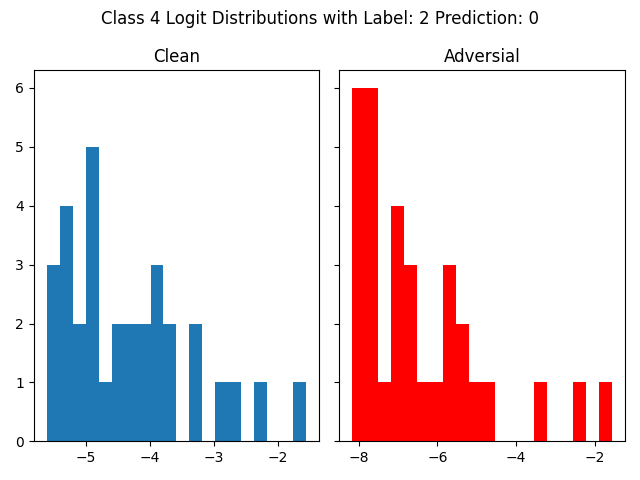 Class 4 Logit Distributions with Label: 2 Prediction: 0
Clean
Adversial
6
5
4
3
2
1
0
−5 −4 −3 −2
−8 −6 −4 −2